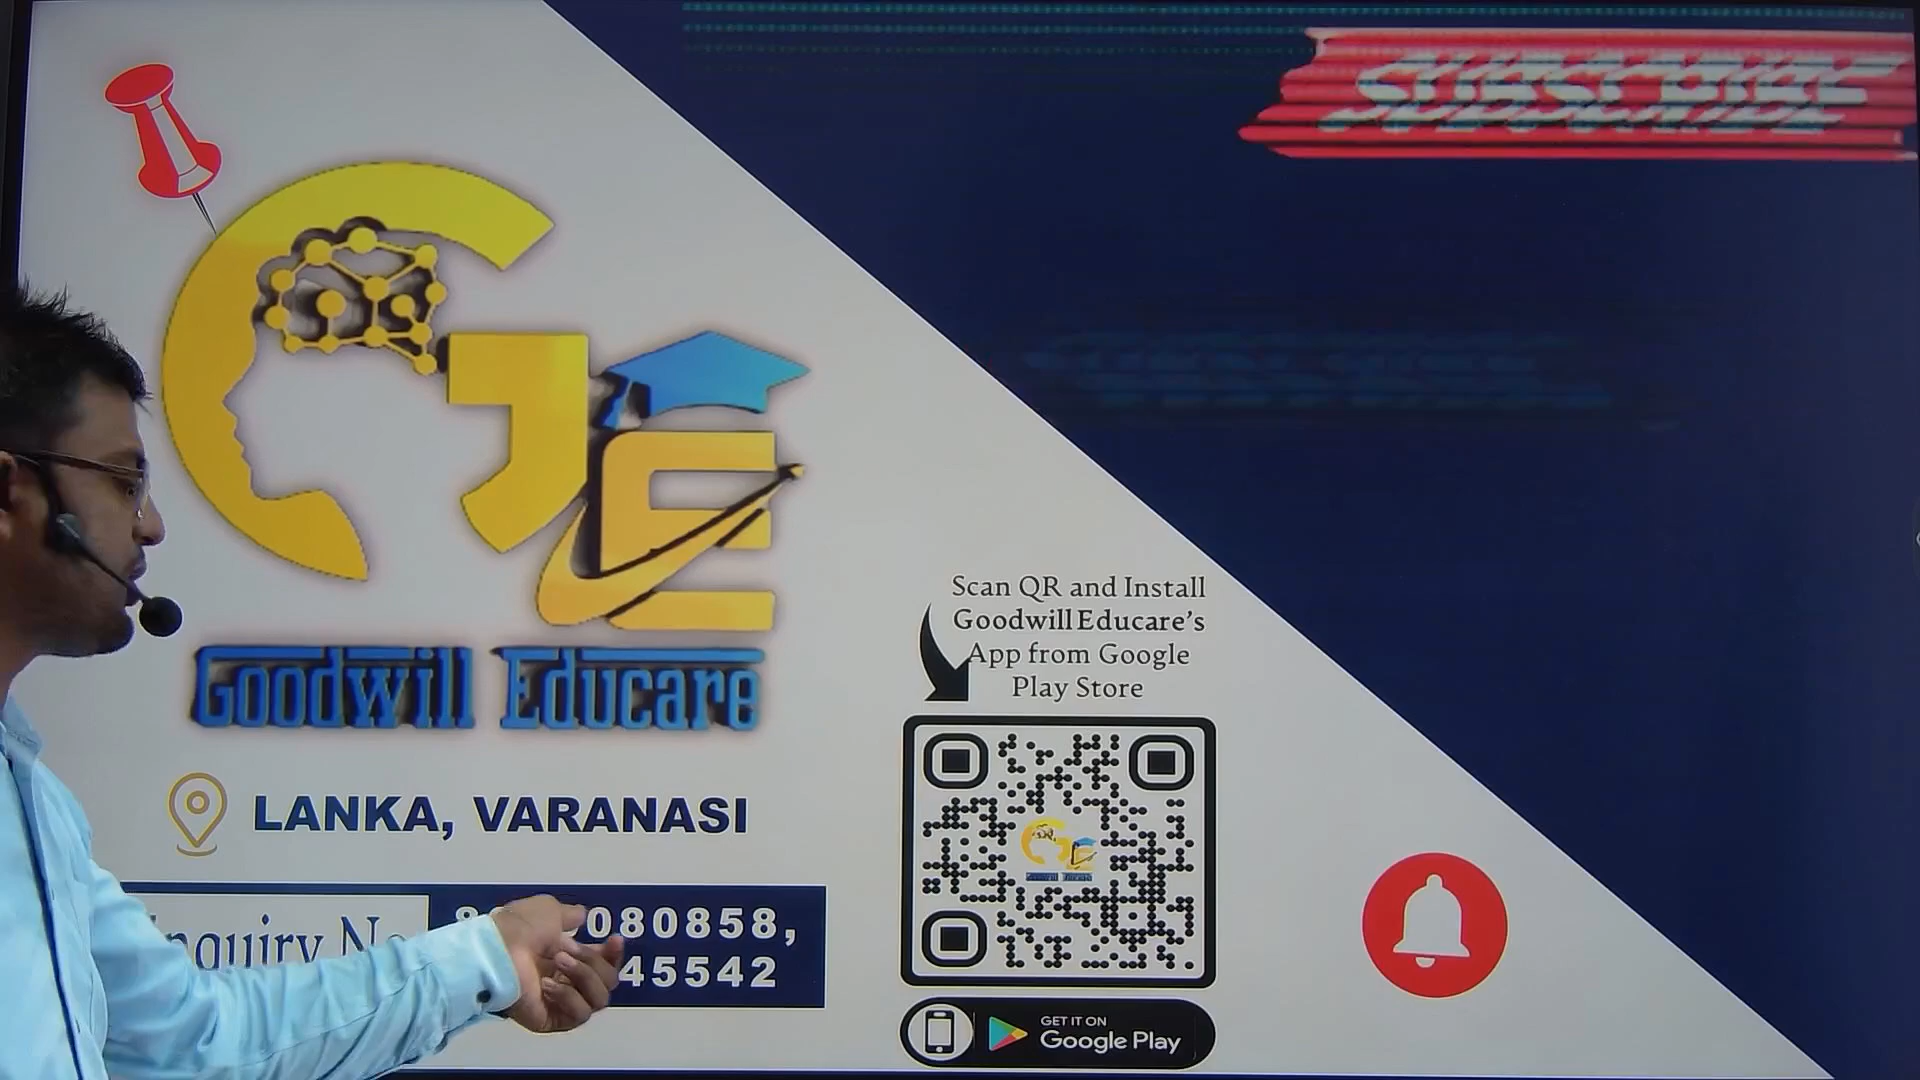 SUBSCRIBE
Goodwill Educare
LANKA, VARANASI
080858,
45542
Scan QR and Install
Goodwill Educare's
App from Google
Play Store
GET IT ON
Google Play